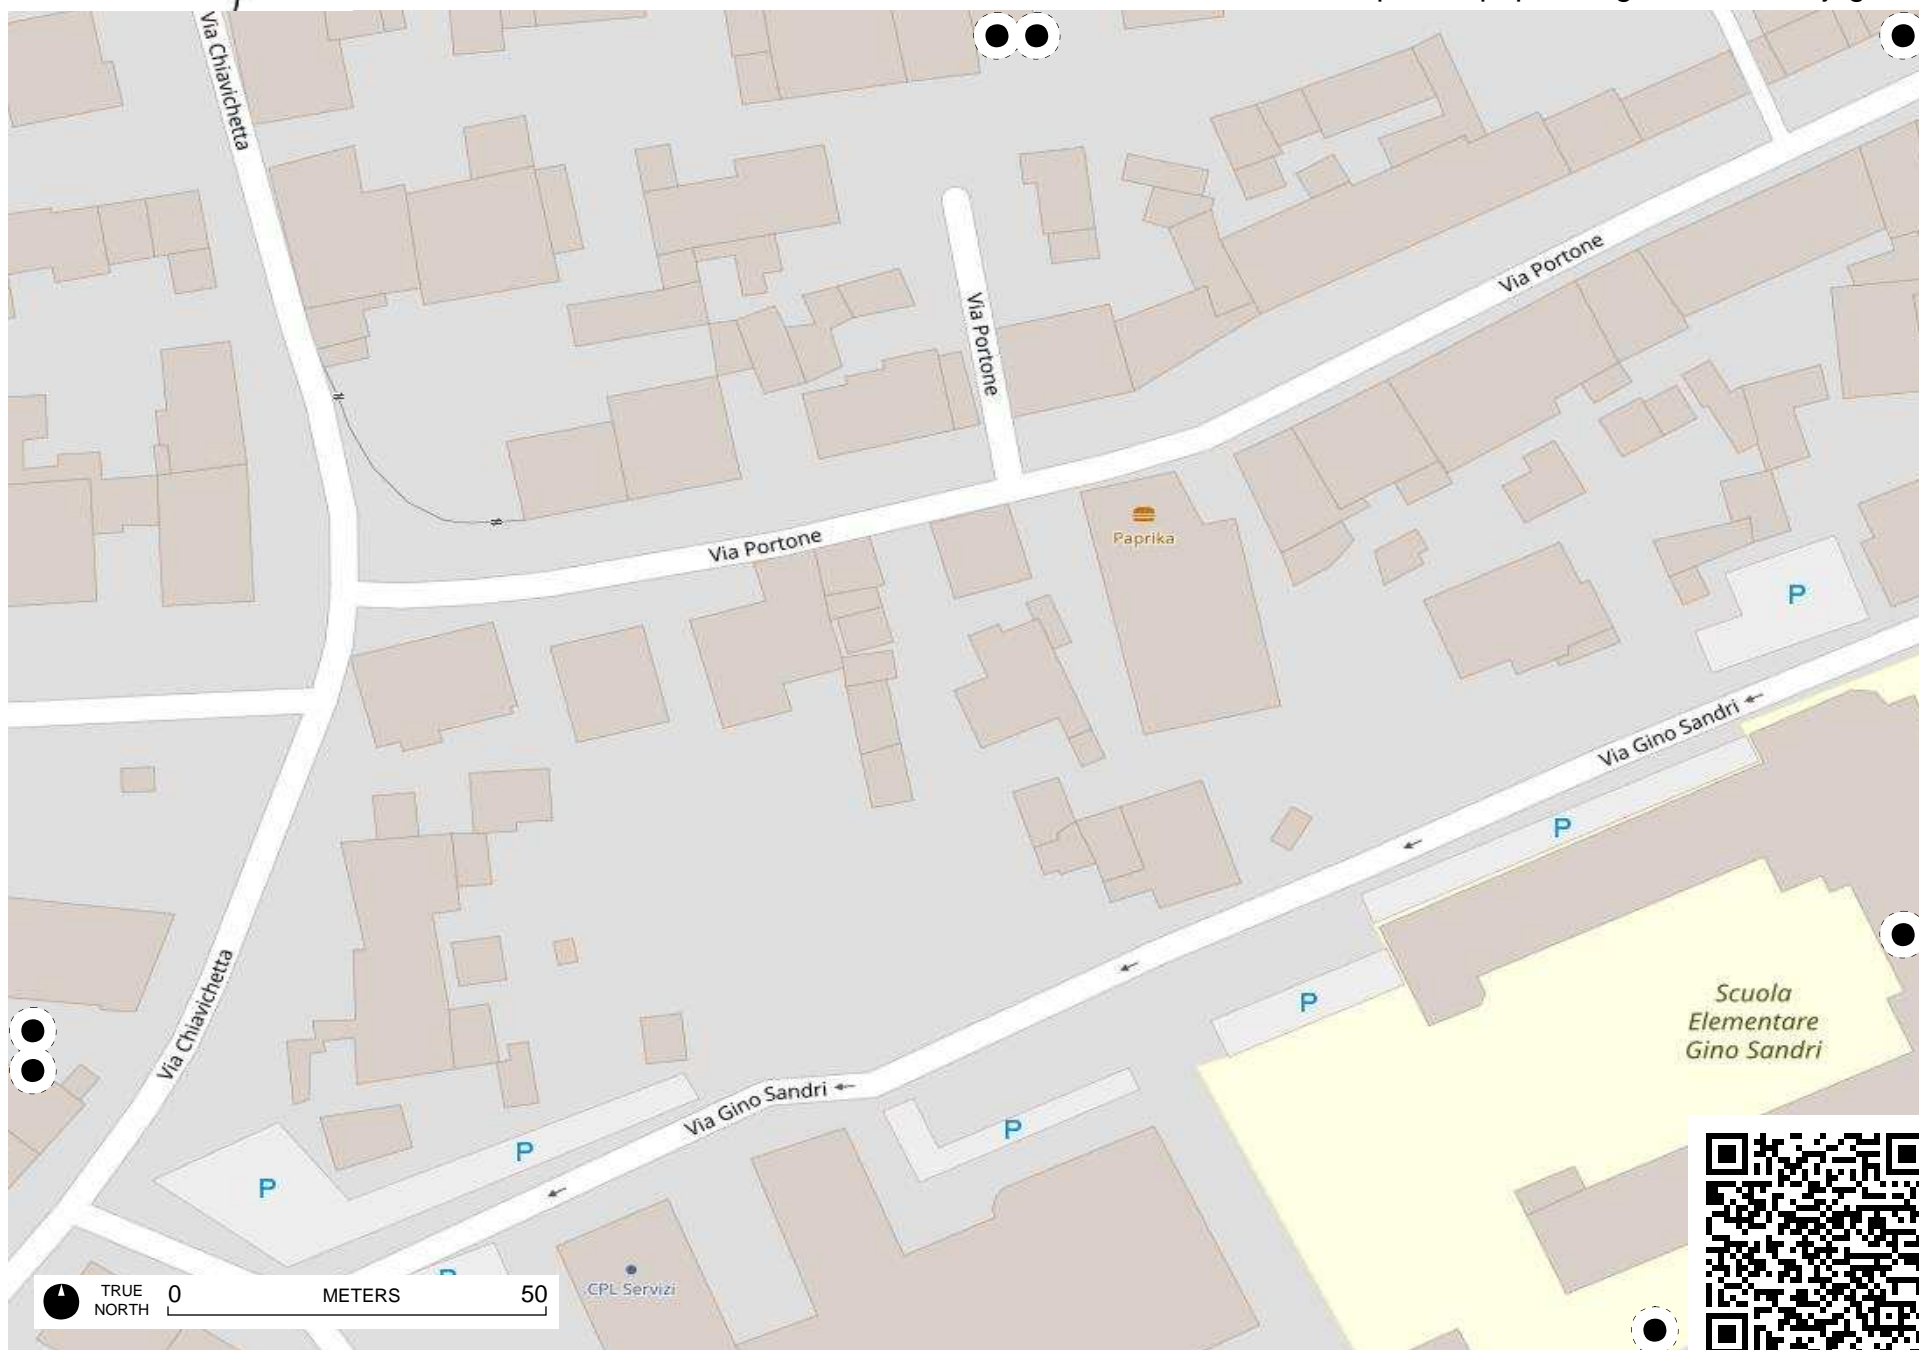 Via Chiavichetta
Via Portone
Via Portone
Paprika
Via Portone
P
Via Gino Sandri
P
Scuola
Elementare
Gino Sandri
P
Via Chiavichetta
Via Gino Sandri
P
P
P
P
CPL Servizi
TRUE
NORTH
0 METERS 50